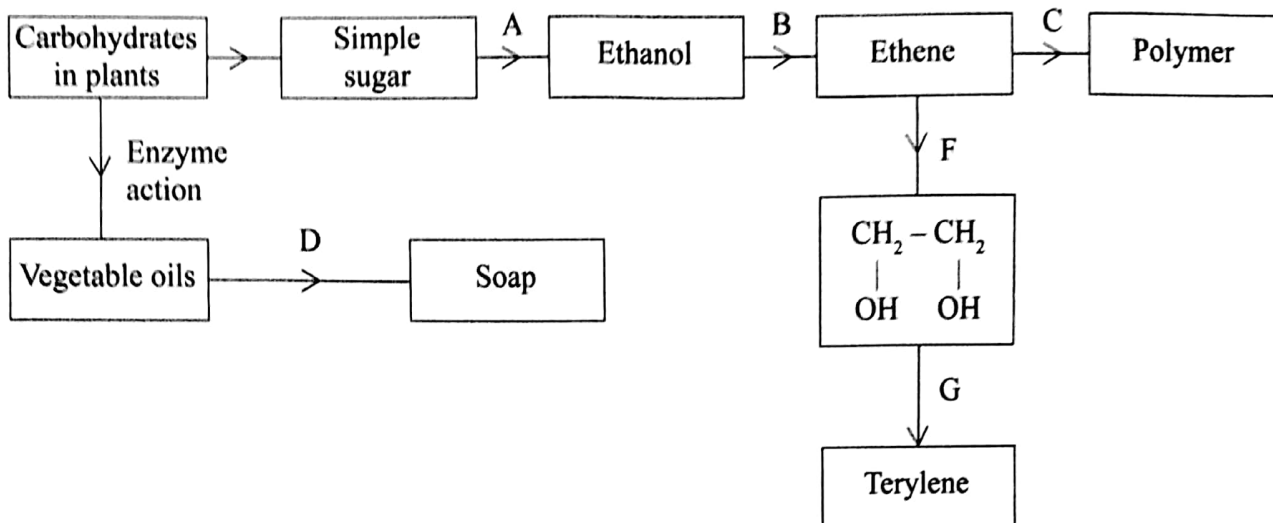 Carbohydrates
in plants
Simple
sugar
A
Ethanol
B
Ethene
C
Polymer
Enzyme
action
F
Vegetable oils
D
Soap
CH₂ – CH₂
| |
OH OH
G
Terylene